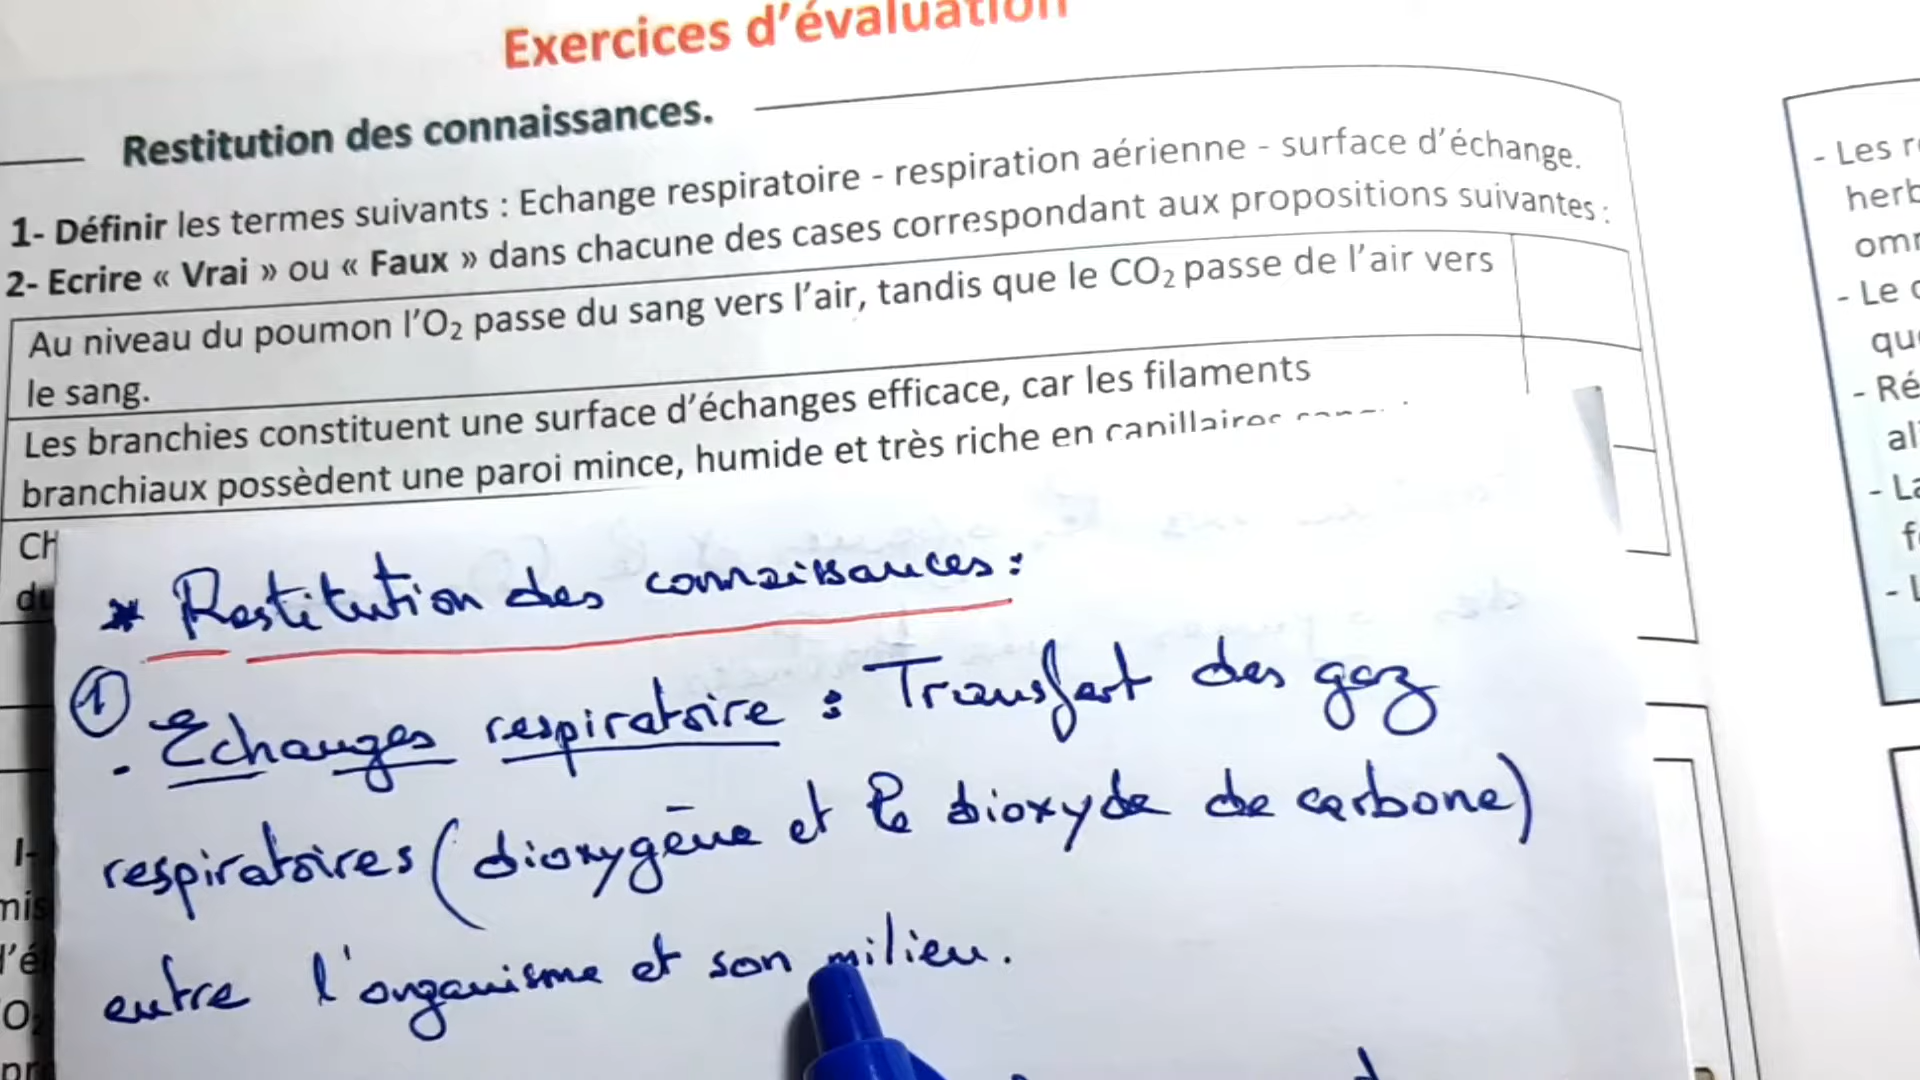 Exercices d'évaluation
Restitution des connaissances.
1- Définir les termes suivants : Echange respiratoire - respiration aérienne - surface d'échange.
2- Ecrire « Vrai » ou « Faux » dans chacune des cases correspondant aux propositions suivantes :
Au niveau du poumon l'O₂ passe du sang vers l'air, tandis que le CO₂ passe de l'air vers
le sang.
Les branchies constituent une surface d'échanges efficace, car les filaments
branchiaux possèdent une paroi mince, humide et très riche en capillaires
* Restitution des connaissances :
① - Echanges respiratoire : Transfert des gaz
respiratoires (dioxygène et le dioxyde de carbone)
entre l'organisme et son milieu.
- Les
- Le